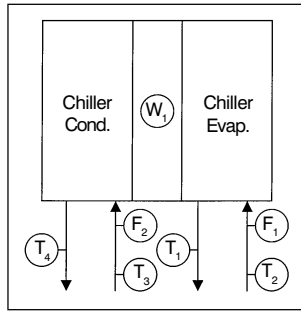 Chiller
Cond.
W1
Chiller
Evap.
F2
F1
T4
T1
T3
T2